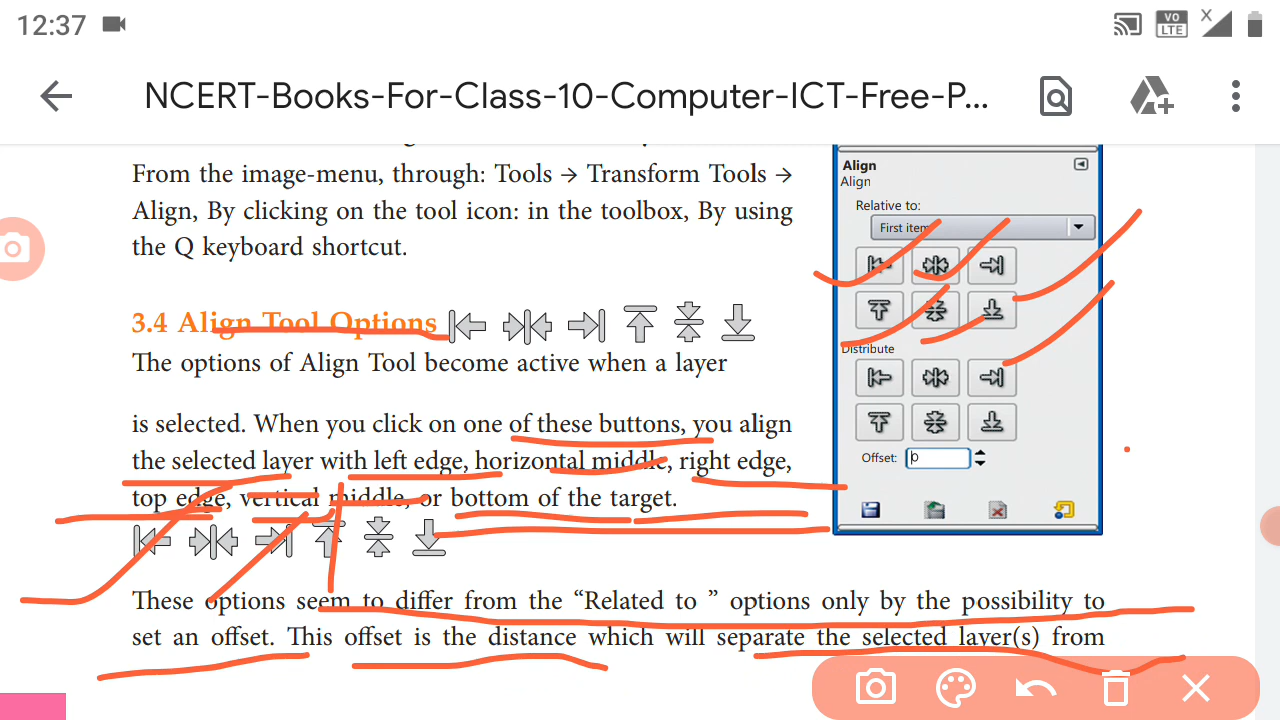 12:37
VO LTE
X
NCERT-Books-For-Class-10-Computer-ICT-Free-P...
From the image-menu, through: Tools → Transform Tools →
Align, By clicking on the tool icon: in the toolbox, By using
the Q keyboard shortcut.
3.4 Align Tool Options
The options of Align Tool become active when a layer
is selected. When you click on one of these buttons, you align
the selected layer with left edge, horizontal middle, right edge,
top edge, vertical middle, or bottom of the target.
These options seem to differ from the “Related to ” options only by the possibility to
set an offset. This offset is the distance which will separate the selected layer(s) from
Align
Align
Relative to:
First item
Distribute
Offset: 0